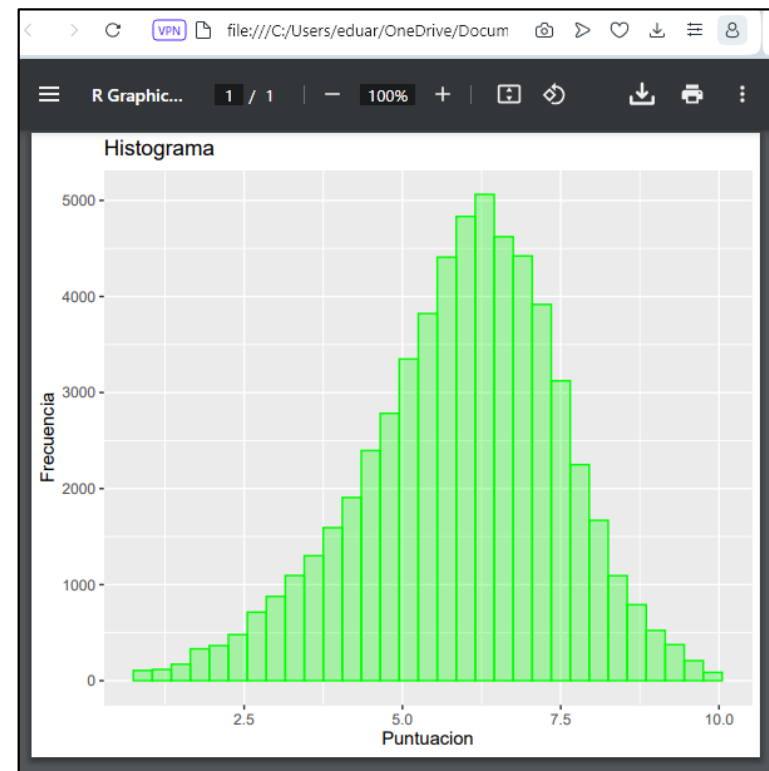 VPN file:///C:/Users/eduar/OneDrive/Docum
R Graphic... 1 / 1 100%
Histograma
5000
4000
3000
2000
1000
0
Frecuencia
2.5 5.0 7.5 10.0
Puntuacion